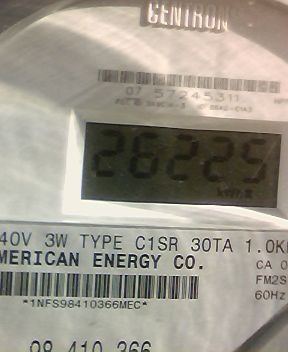 CENTRON
07 57245311
26225
kWh
40V 3W TYPE C1SR 30TA 1.0K
MERICAN ENERGY CO.
CA 0
FM2S
60Hz
*1NFS98410366MEC*
98 410 366